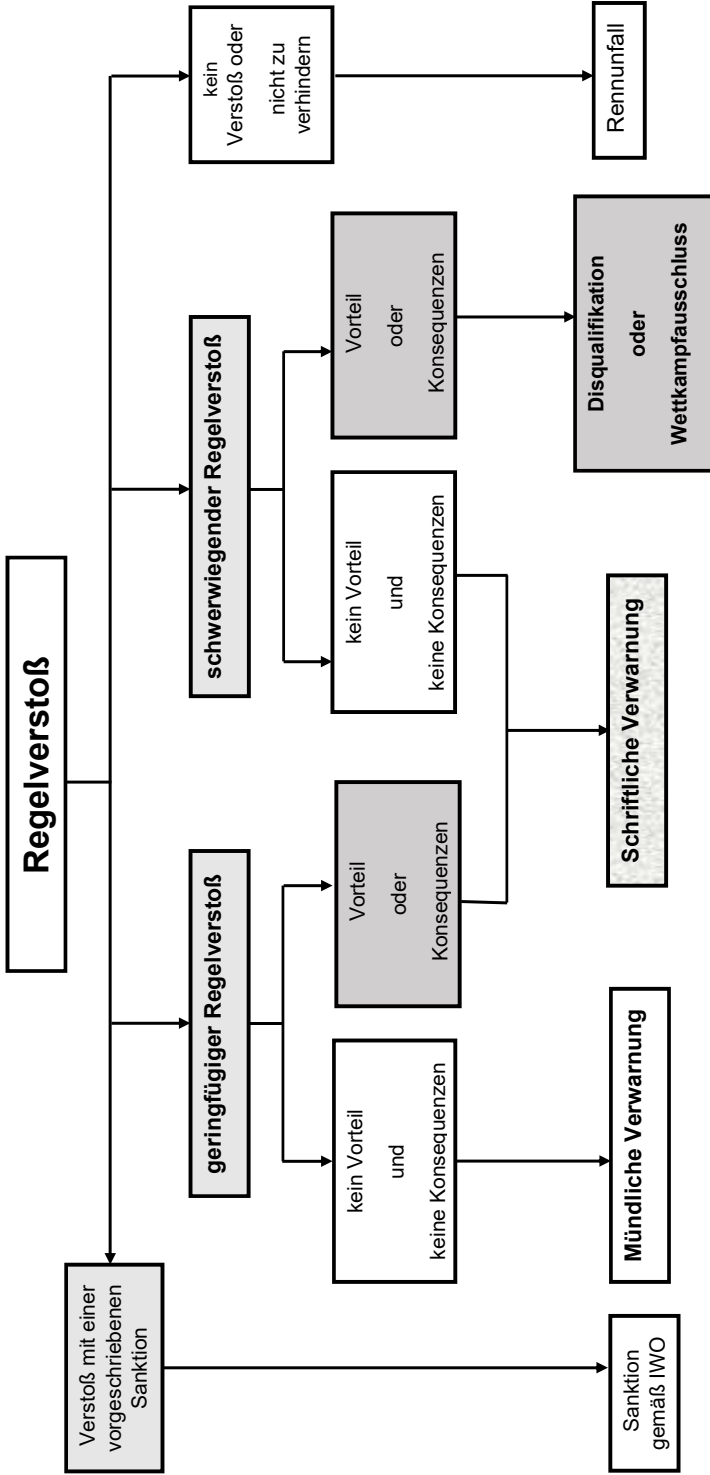 Regelverstoß
Verstoß mit einer
vorgeschriebenen
Sanktion
geringfügiger Regelverstoß
schwerwiegender Regelverstoß
kein
Verstoß oder
nicht zu
verhindern
kein Vorteil
und
keine Konsequenzen
Vorteil
oder
Konsequenzen
kein Vorteil
und
keine Konsequenzen
Vorteil
oder
Konsequenzen
Sanktion
gemäß IWO
Mündliche Verwarnung
Schriftliche Verwarnung
Disqualifikation
oder
Wettkampfausschluss
Rennunfall